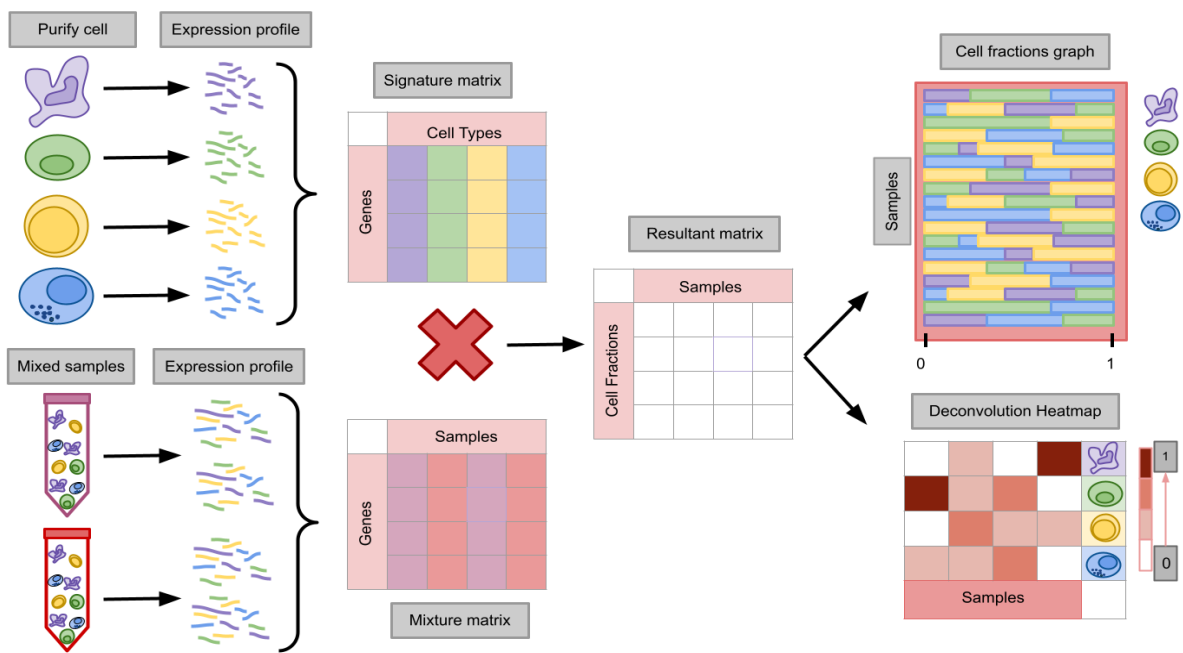 Purify cell
Expression profile
Signature matrix
Cell Types
Genes
Mixed samples
Expression profile
Samples
Genes
Mixture matrix
Resultant matrix
Samples
Cell Fractions
Cell fractions graph
Samples
0
1
Deconvolution Heatmap
1
0
Samples